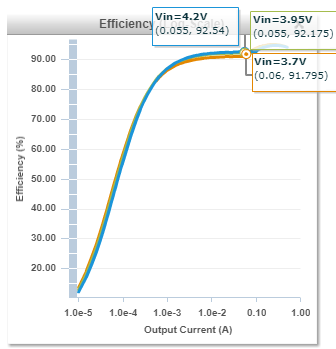 Efficiency
Vin=4.2V
(0.055, 92.54)
Vin=3.95V
(0.055, 92.175)
Vin=3.7V
(0.06, 91.795)
90.00
80.00
70.00
60.00
50.00
40.00
30.00
20.00
Efficiency (%)
1.0e-5 1.0e-4 1.0e-3 1.0e-2 0.10 1.00
Output Current (A)